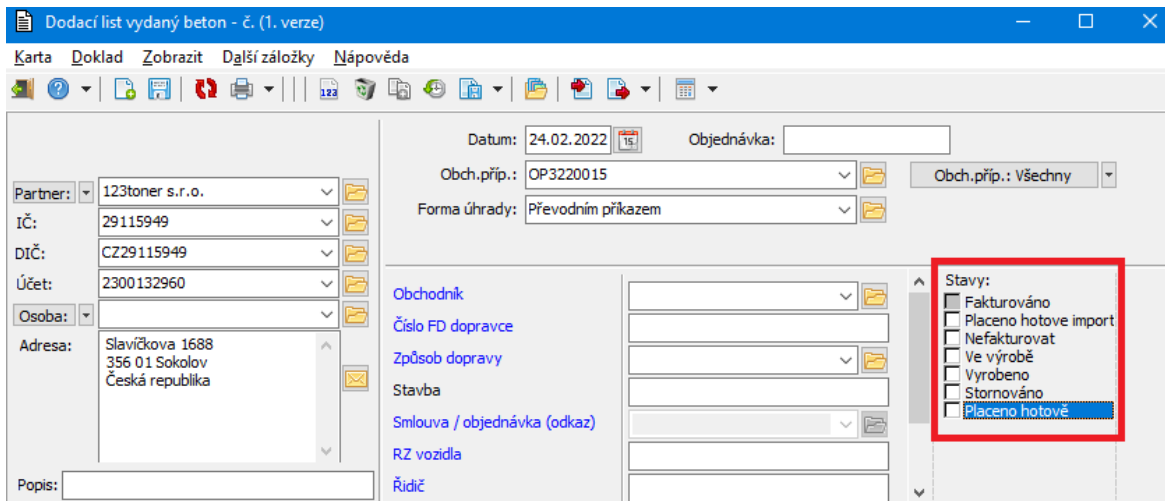 Dodací list vydaný beton - č. (1. verze)
Karta Doklad Zobrazit Další záložky Nápověda
123
Datum: 24.02.2022 15 Objednávka:
Obch.příp.: OP3220015 Obch.příp.: Všechny
Forma úhrady: Převodním příkazem
Partner: 123toner s.r.o.
IČ: 29115949
DIČ: CZ29115949
Účet: 2300132960
Osoba:
Adresa: Slavíčkova 1688
356 01 Sokolov
Česká republika
Popis:
Obchodník
Číslo FD dopravce
Způsob dopravy
Stavba
Smlouva / objednávka (odkaz)
RZ vozidla
Řidič
Stavy:
Fakturováno
Placeno hotove import
Nefakturovat
Ve výrobě
Vyrobeno
Stornováno
Placeno hotově